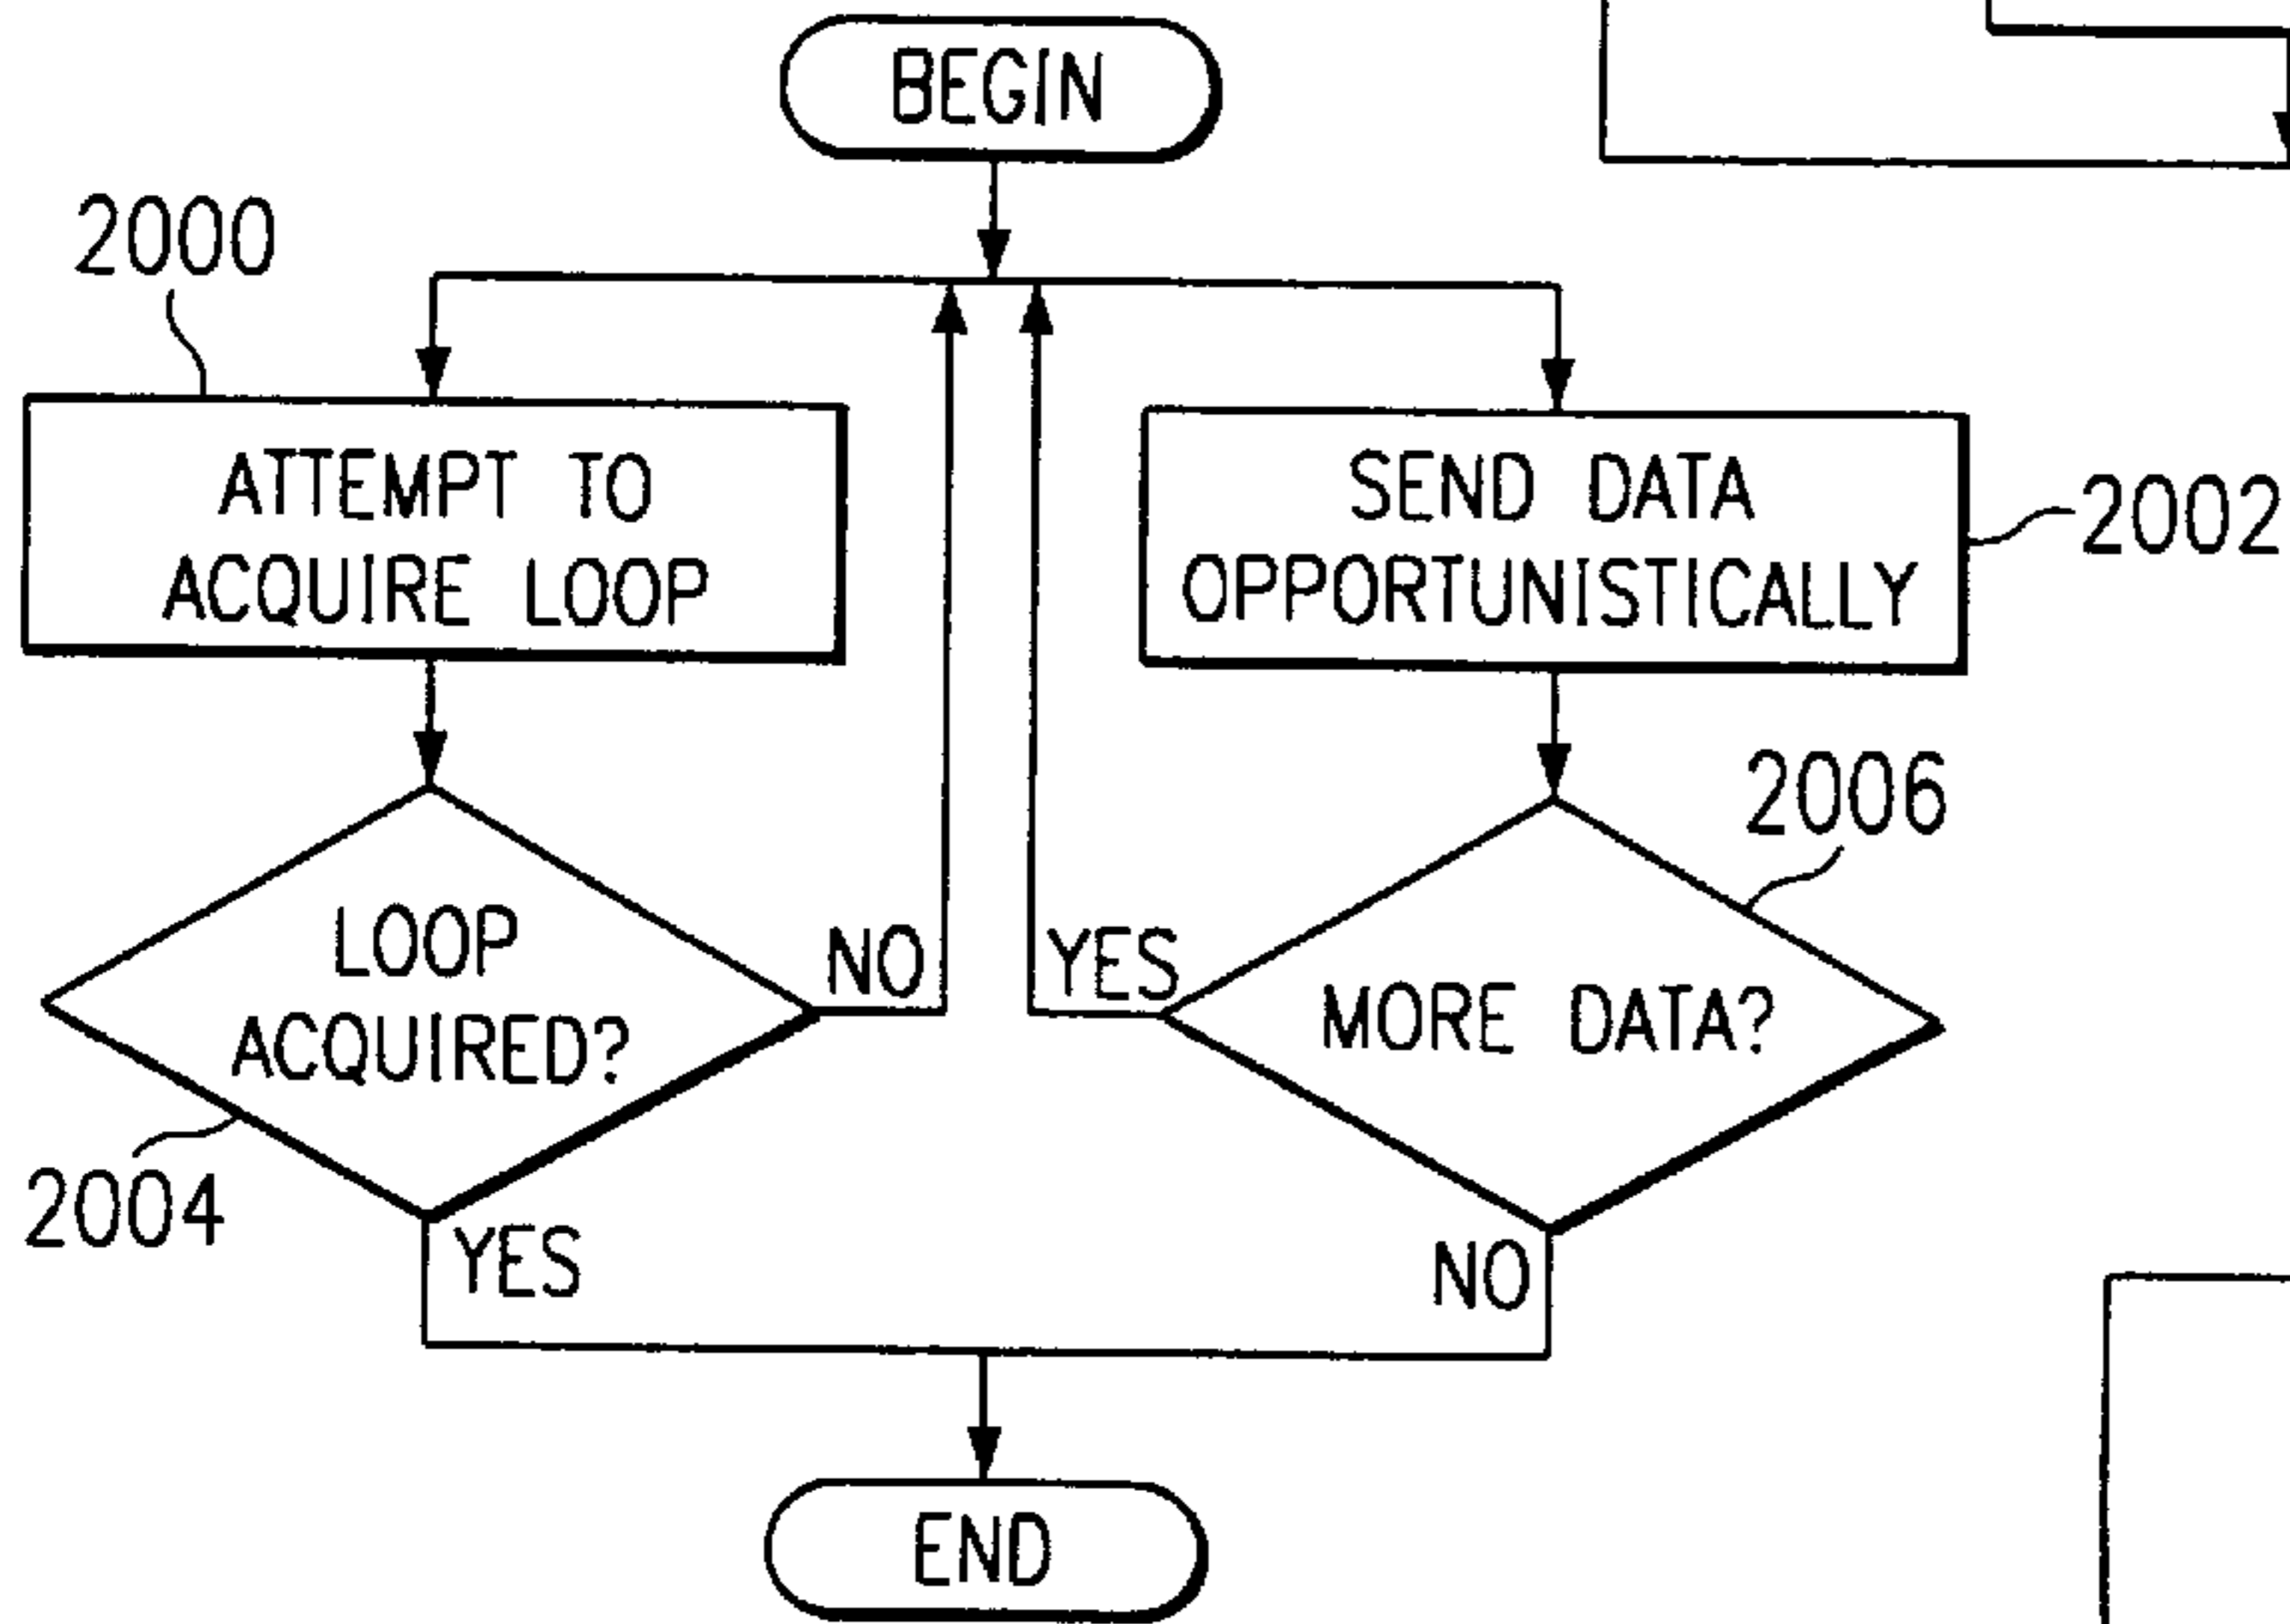 BEGIN
2000
ATTEMPT TO
ACQUIRE LOOP
SEND DATA
OPPORTUNISTICALLY
2002
2006
LOOP
ACQUIRED?
NO
YES
MORE DATA?
2004
YES
NO
END